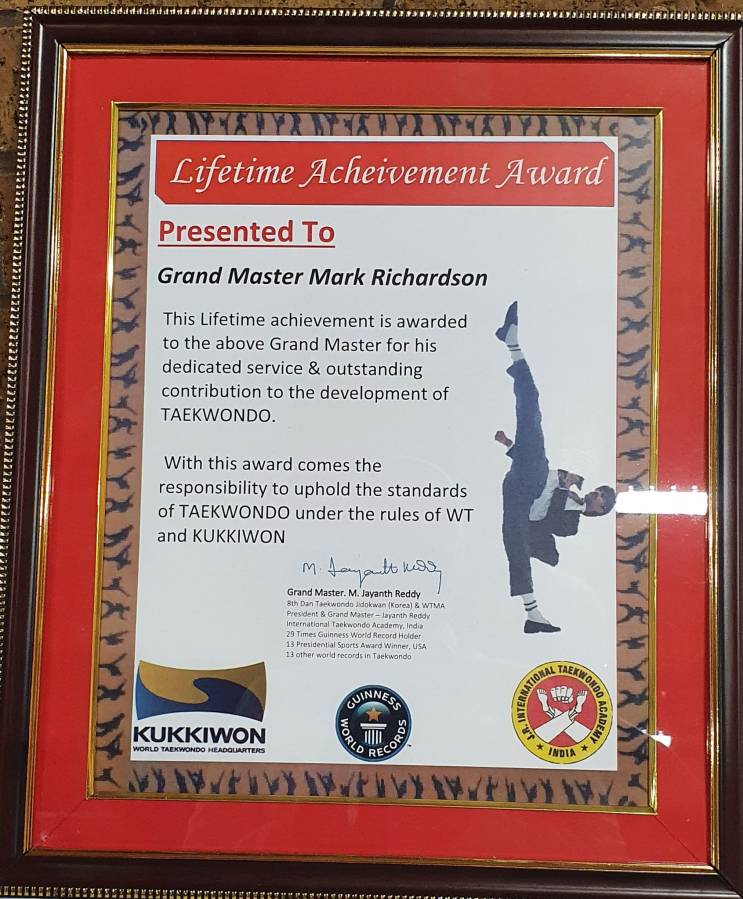 Lifetime Acheivement Award
Presented To
Grand Master Mark Richardson
This Lifetime achievement is awarded
to the above Grand Master for his
dedicated service & outstanding
contribution to the development of
TAEKWONDO.
With this award comes the
responsibility to uphold the standards
of TAEKWONDO under the rules of WT
and KUKKIWON
M. Jayanth Reddy
Grand Master. M. Jayanth Reddy
8th Dan Taekwondo Jidokwan (Korea) & WTMA
President & Grand Master – Jayanth Reddy
International Taekwondo Academy, India
29 Times Guinness World Record Holder
13 Presidential Sports Award Winner, USA
13 other world records in Taekwondo
KUKKIWON
WORLD TAEKWONDO HEADQUARTERS
GUINNESS
WORLD RECORDS
TM
J.R. INTERNATIONAL TAEKWONDO ACADEMY
INDIA